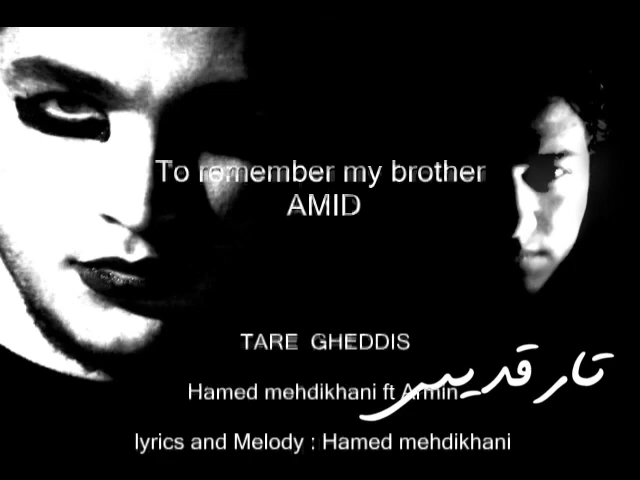 To remember my brother
AMID
TARE GHEDDIS
تار قدیس
Hamed mehdikhani ft Armin
lyrics and Melody : Hamed mehdikhani